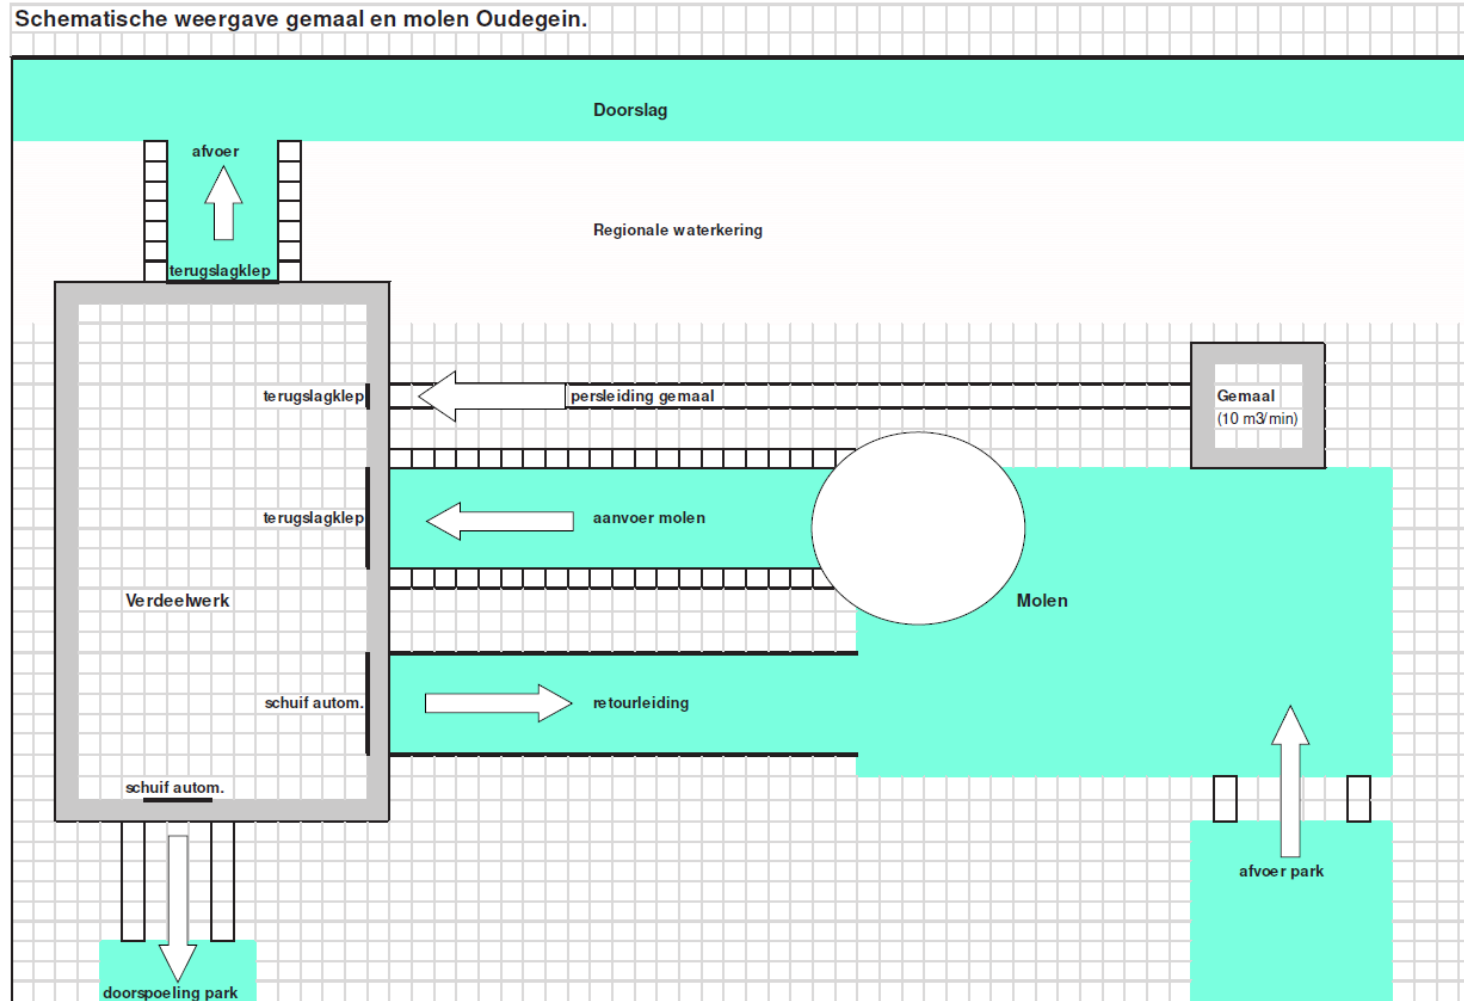 Schematische weergave gemaal en molen Oudegein.
Doorslag
afvoer
Regionale waterkering
terugslagklep
terugslagklep
persleiding gemaal
Gemaal
(10 m3/min)
terugslagklep
aanvoer molen
Verdeelwerk
Molen
schuif autom.
retourleiding
schuif autom.
afvoer park
doorspoeling park